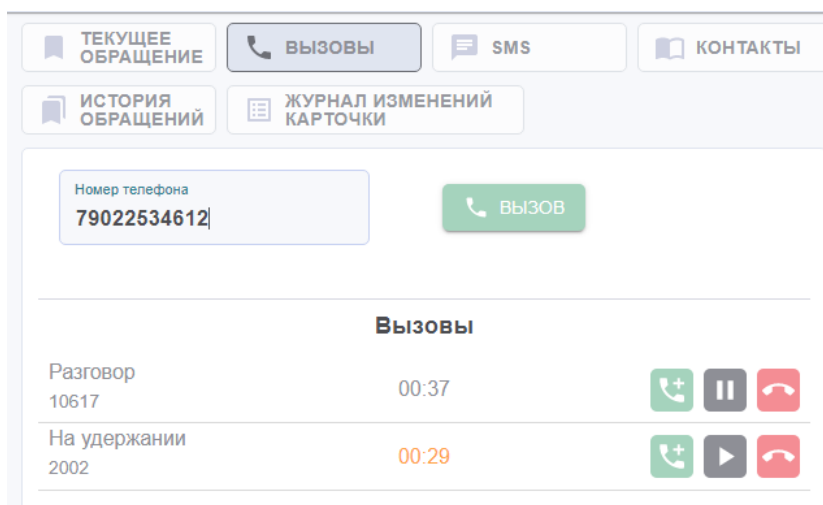 ТЕКУЩЕЕ
ОБРАЩЕНИЕ
ВЫЗОВЫ
SMS
КОНТАКТЫ
ИСТОРИЯ
ОБРАЩЕНИЙ
ЖУРНАЛ ИЗМЕНЕНИЙ
КАРТОЧКИ
Номер телефона
79022534612
ВЫЗОВ
Вызовы
Разговор
10617
00:37
На удержании
2002
00:29